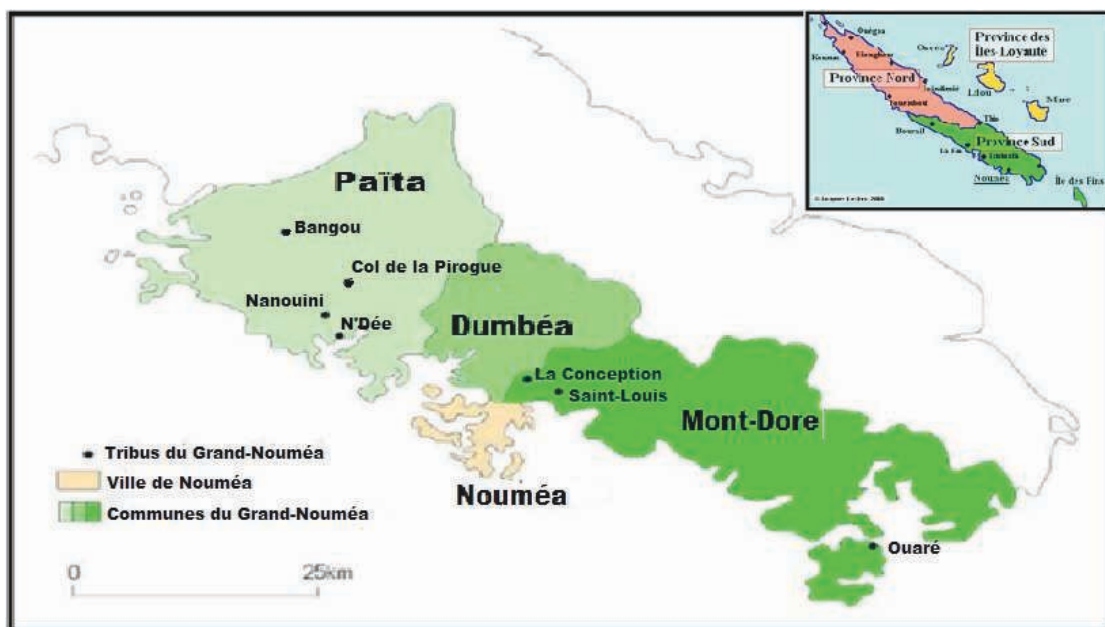 Païta
Bangou
Col de la Pirogue
Nanouini
N'Dée
Dumbéa
La Conception
Saint-Louis
Mont-Dore
Nouméa
Ouaré
Tribus du Grand-Nouméa
Ville de Nouméa
Communes du Grand-Nouméa
0 25km
Province des
Îles-Loyauté
Province Nord
Lifou
Maré
Thio
Bourail
Province Sud
Nouméa
Île des Pins